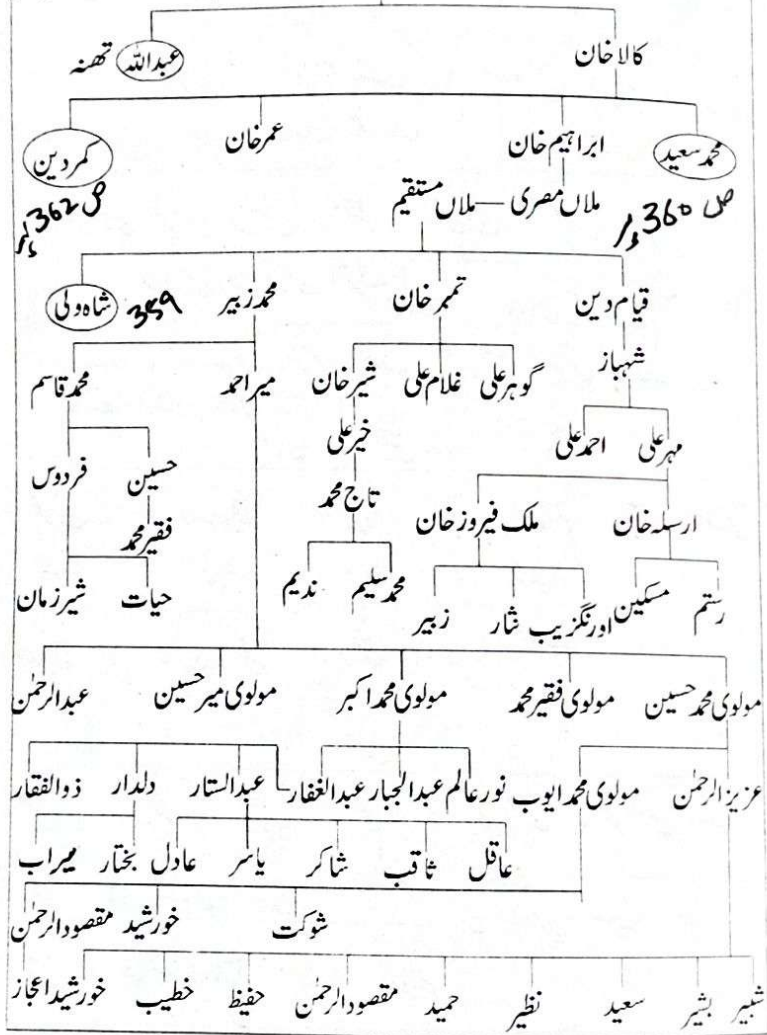 کالا خان عبداللہ تھنہ
محمد سعید ابراہیم خان عمر خان کمردین
ص 360 پر ملاں مصری ملاں مستقیم ص 362 پر
قیام دین تمبر خان محمد زبیر 359 شاہ ولی
شہباز
گوہر علی غلام علی شیر خان میر احمد محمد قاسم
مہر علی احمد علی خیر علی
حسین فردوس
ارسلہ خان ملک فیروز خان تاج محمد
فقیر محمد
رستم مسکین اورنگزیب نثار زبیر محمد سلیم ندیم حیات شیر زمان
مولوی محمد حسین مولوی فقیر محمد مولوی محمد اکبر مولوی میر حسین عبدالرحمٰن
عزیز الرحمٰن مولوی محمد ایوب نور عالم عبدالجبار عبدالغفار عبدالستار دلدار ذوالفقار
عاقل ثاقب شاکر یاسر عادل بختار میراب
شوکت خورشید مقصود الرحمٰن
شبیر بشیر سعید نظیر حمید مقصود الرحمٰن حفیظ خطیب خورشید اعجاز